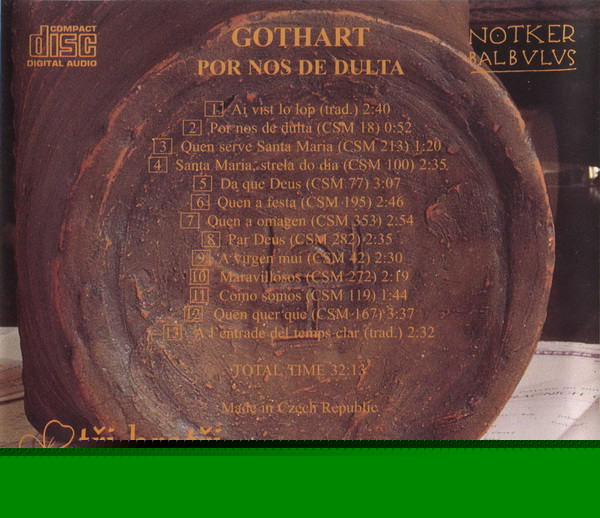 COMPACT
disc
DIGITAL AUDIO
GOTHART
POR NOS DE DULTA
NOTKER
BALBVLVS
1 Ai vist lo lop (trad.) 2:40
2 Por nos de dulta (CSM 18) 0:52
3 Quen serve Santa Maria (CSM 213) 1:20
4 Santa Maria, strela do dia (CSM 100) 2:35
5 Da que Deus (CSM 77) 3:07
6 Quen a festa (CSM 195) 2:46
7 Quen a omagen (CSM 353) 2:54
8 Par Deus (CSM 282) 2:35
9 A virgen mui (CSM 42) 2:30
10 Maravillosos (CSM 272) 2:19
11 Como somos (CSM 119) 1:44
12 Quen quer que (CSM 167) 3:37
13 A l'entrade del temps clar (trad.) 2:32
TOTAL TIME 32:13
Made in Czech Republic